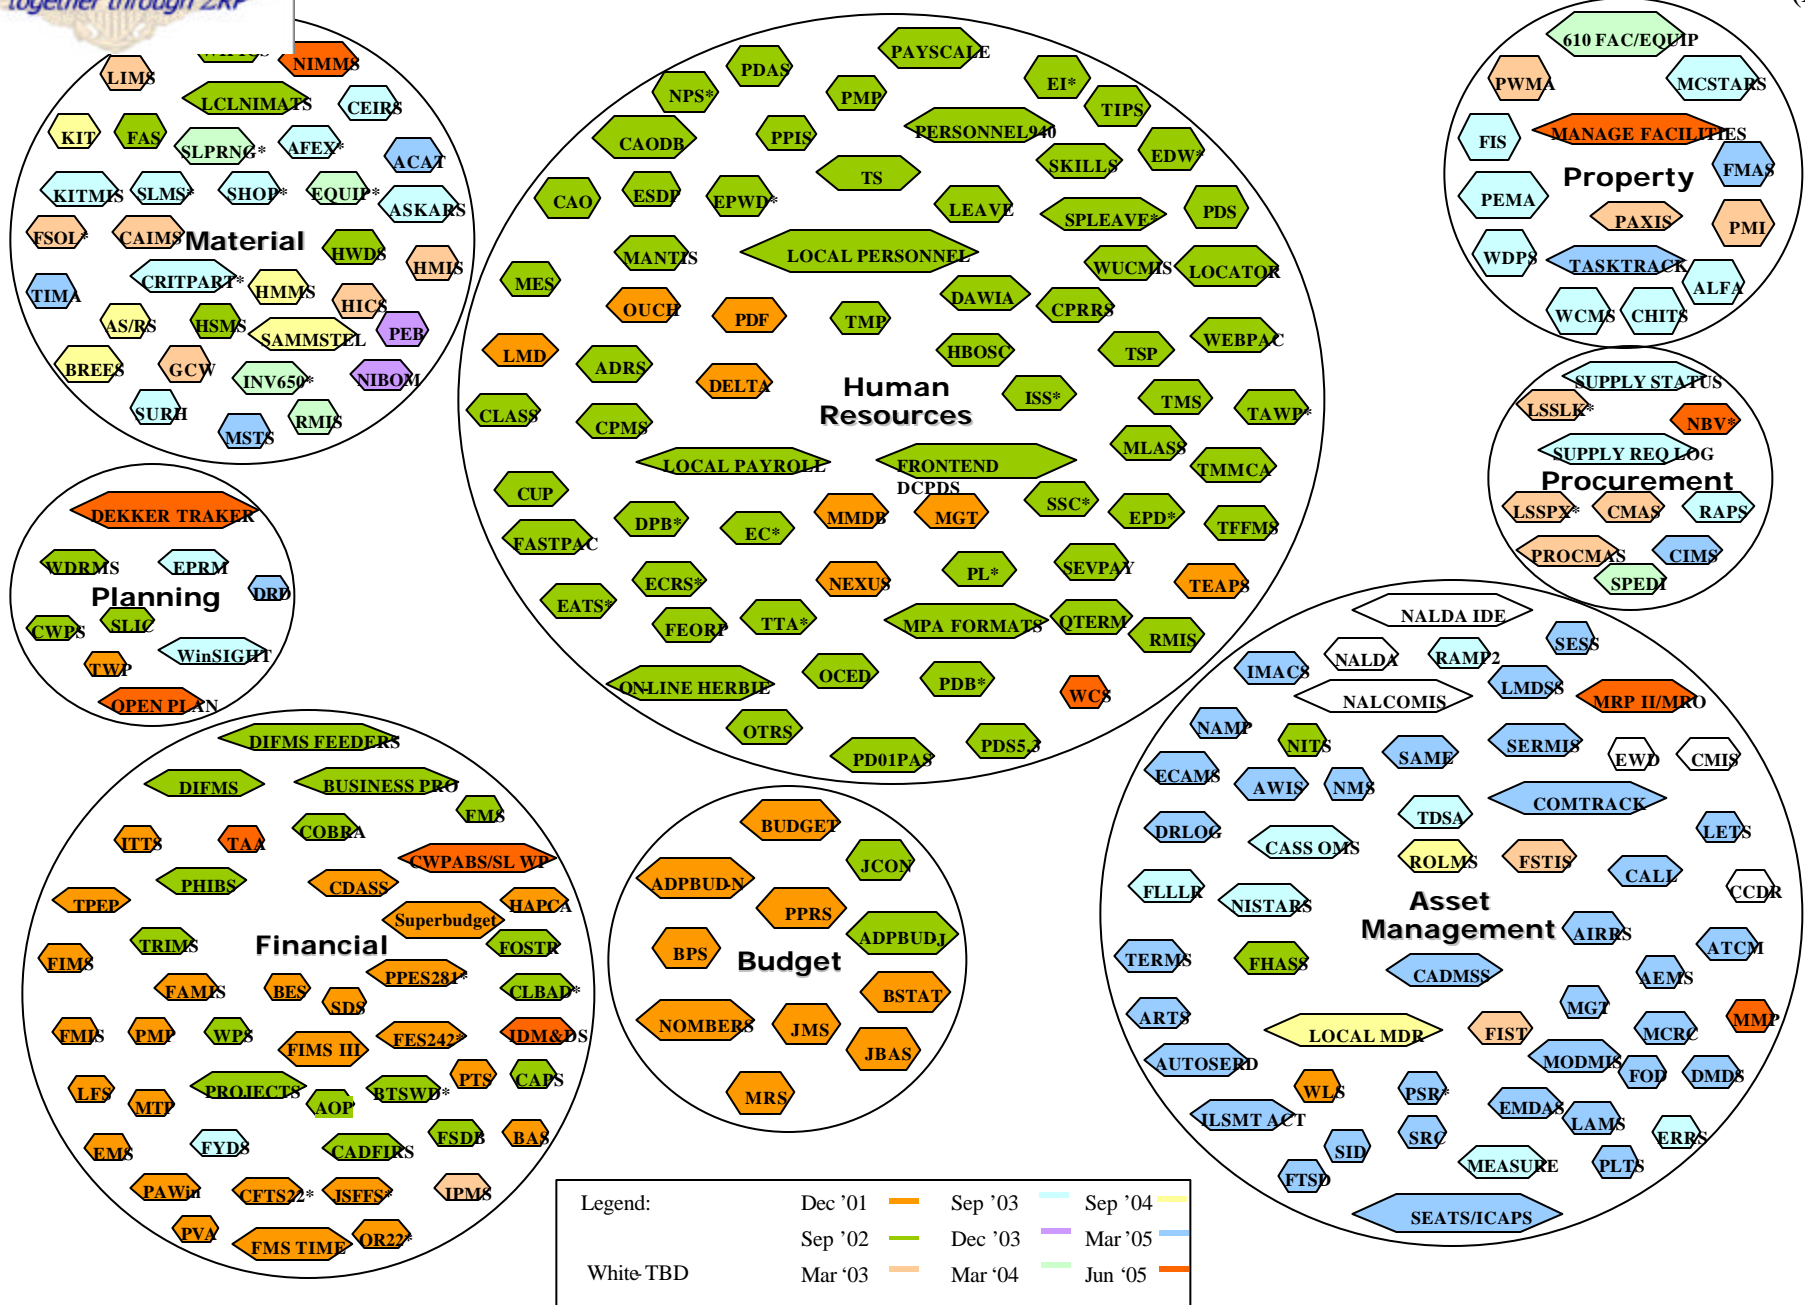 together through ZRP
NIMMS
LIMS
LCLNIMATS
CEIRS
KIT
FAS
SLPRNG*
AFEX*
ACAT
KITMIS
SLMS*
SHOP*
EQUIP*
ASKARS
FSOL*
CAIMS
Material
HWDS
HMIS
CRITPART*
HMMS
TIMA
HICS
AS/RS
HSMS
SAMMSTEL
PEB
BREES
GCW
INV650*
NIBOM
SURH
RMIS
MSTS
PAYSCALE
PDAS
EI*
NPS*
PMP
TIPS
CAODB
PPIS
PERSONNEL940
SKILLS
EDW*
TS
CAO
ESDP
EPWD*
LEAVE
SPLEAVE*
PDS
MANTIS
LOCAL PERSONNEL
WUCMIS
LOCATOR
MES
OUCH
PDF
TMP
DAWIA
CPRRS
LMD
ADRS
DELTA
HBOSC
TSP
WEBPAC
Human
Resources
ISS*
TMS
TAWP*
CLASS
CPMS
MLASS
LOCAL PAYROLL
FRONTEND
DCPDS
TMMCA
CUP
DPB*
EC*
MMDB
MGT
SSC*
EPD*
TFFMS
FASTPAC
ECRS*
NEXUS
PL*
SEVPAY
TEAPS
EATS*
FEORP
TTA*
MPA FORMATS
QTERM
RMIS
ON-LINE HERBIE
OCED
PDB*
WCS
OTRS
PD01PAS
PDS5.3
610 FAC/EQUIP
PWMA
MCSTARS
FIS
MANAGE FACILITIES
FMAS
Property
PEMA
PAXIS
PMI
WDPS
TASKTRACK
ALFA
WCMS
CHITS
SUPPLY STATUS
LSSLK*
NBV*
SUPPLY REQ LOG
Procurement
LSSPX*
CMAS
RAPS
PROCMAS
CIMS
SPEDI
DEKKER TRAKER
WDRMS
EPRM
DRD
Planning
CWPS
SLIC
TWP
WinSIGHT
OPEN PLAN
DIFMS FEEDERS
DIFMS
BUSINESS PRO
FMS
ITTS
TAA
COBRA
CWPABS/SL WP
PHIBS
CDASS
TPEP
Superbudget
HAPCA
TRIMS
Financial
FOSTR
FIMS
FAMIS
BES
SDS
PPES281*
CLBAD*
FMIS
PMP
WPS
FIMS III
FES242*
IDM&DS
LFS
PROJECTS
BTSWD*
PTS
CAPS
MTP
AOP
EMS
FYDS
CADFIRS
FSDB
BAS
PAWin
CFTS22*
JSFFS*
IPMS
PVA
FMS TIME
OR22*
BUDGET
JCON
ADPBUD-N
PPRS
ADPBUDJ
BPS
Budget
BSTAT
NOMBERS
JMS
JBAS
MRS
NALDA IDE
SESS
IMACS
NALDA
RAMP2
NALCOMIS
LMDSS
MRP II/MRO
NAMP
NITS
SAME
SERMIS
EWD
CMIS
ECAMS
AWIS
NMS
COMTRACK
DRLOG
TDSA
LETS
CASS OMS
ROLMS
FSTIS
CALL
FLLLR
NISTARS
Asset
Management
CCDR
AIRRS
ATCM
TERMS
FHASS
CADMSS
AEMS
ARTS
LOCAL MDR
FIST
MGT
MCRC
MMP
AUTOSERD
MODMIS
FOD
DMDS
WLS
PSR*
EMDAS
ILSMT ACT
SRC
LAMS
ERRS
SID
MEASURE
PLTS
FTSD
SEATS/ICAPS
Legend:
Dec ’01
Sep ’03
Sep ’04
Sep ’02
Dec ’03
Mar ’05
White-TBD
Mar ‘03
Mar ‘04
Jun ’05